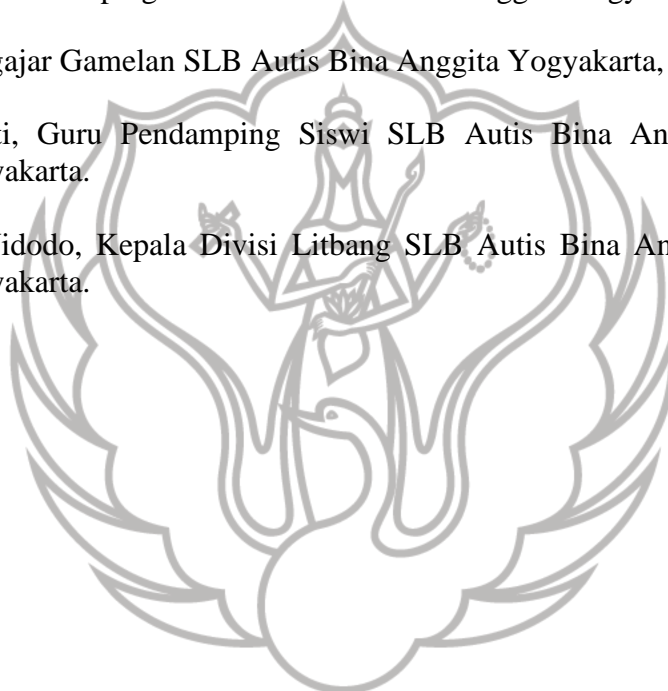 gajar Gamelan SLB Autis Bina Anggita Yogyakarta,
ti, Guru Pendamping Siswi SLB Autis Bina An
yakarta.
idodo, Kepala Divisi Litbang SLB Autis Bina An
yakarta.